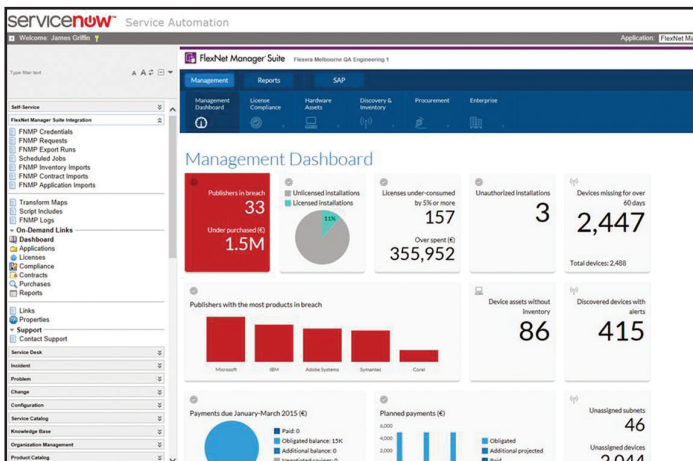 servicenow Service Automation
Welcome: James Griffin
Application: FlexNet Ma
FlexNet Manager Suite Flexera Melbourne QA Engineering 1
Type filter text
Management Reports SAP
Management Dashboard
License Compliance
Hardware Assets
Discovery & Inventory
Procurement
Enterprise
Self-Service
FlexNet Manager Suite Integration
FNMP Credentials
FNMP Requests
FNMP Export Runs
Scheduled Jobs
FNMP Inventory Imports
FNMP Contract Imports
FNMP Application Imports
Transform Maps
Script Includes
FNMP Logs
On-Demand Links
Dashboard
Applications
Licenses
Compliance
Contracts
Purchases
Reports
Links
Properties
Support
Contact Support
Service Desk
Incident
Problem
Change
Configuration
Service Catalog
Knowledge Base
Organization Management
Product Catalog
Management Dashboard
Publishers in breach
33
Under purchased (€)
1.5M
Unlicensed installations
Licensed installations
11%
Licenses under-consumed
by 5% or more
157
Over spent (€)
355,952
Unauthorized installations
3
Devices missing for over
60 days
2,447
Total devices: 2,488
Publishers with the most products in breach
Microsoft IBM Adobe Systems Symantec Corel
Device assets without
inventory
86
Discovered devices with
alerts
415
Payments due January-March 2015 (€)
Paid: 0
Obligated balance: 15K
Additional balance: 0
Negotiated savings: 0
Planned payments (€)
6,000
4,000
2,000
Obligated
Additional projected
Paid
Unassigned subnets
46
Unassigned devices
2,044